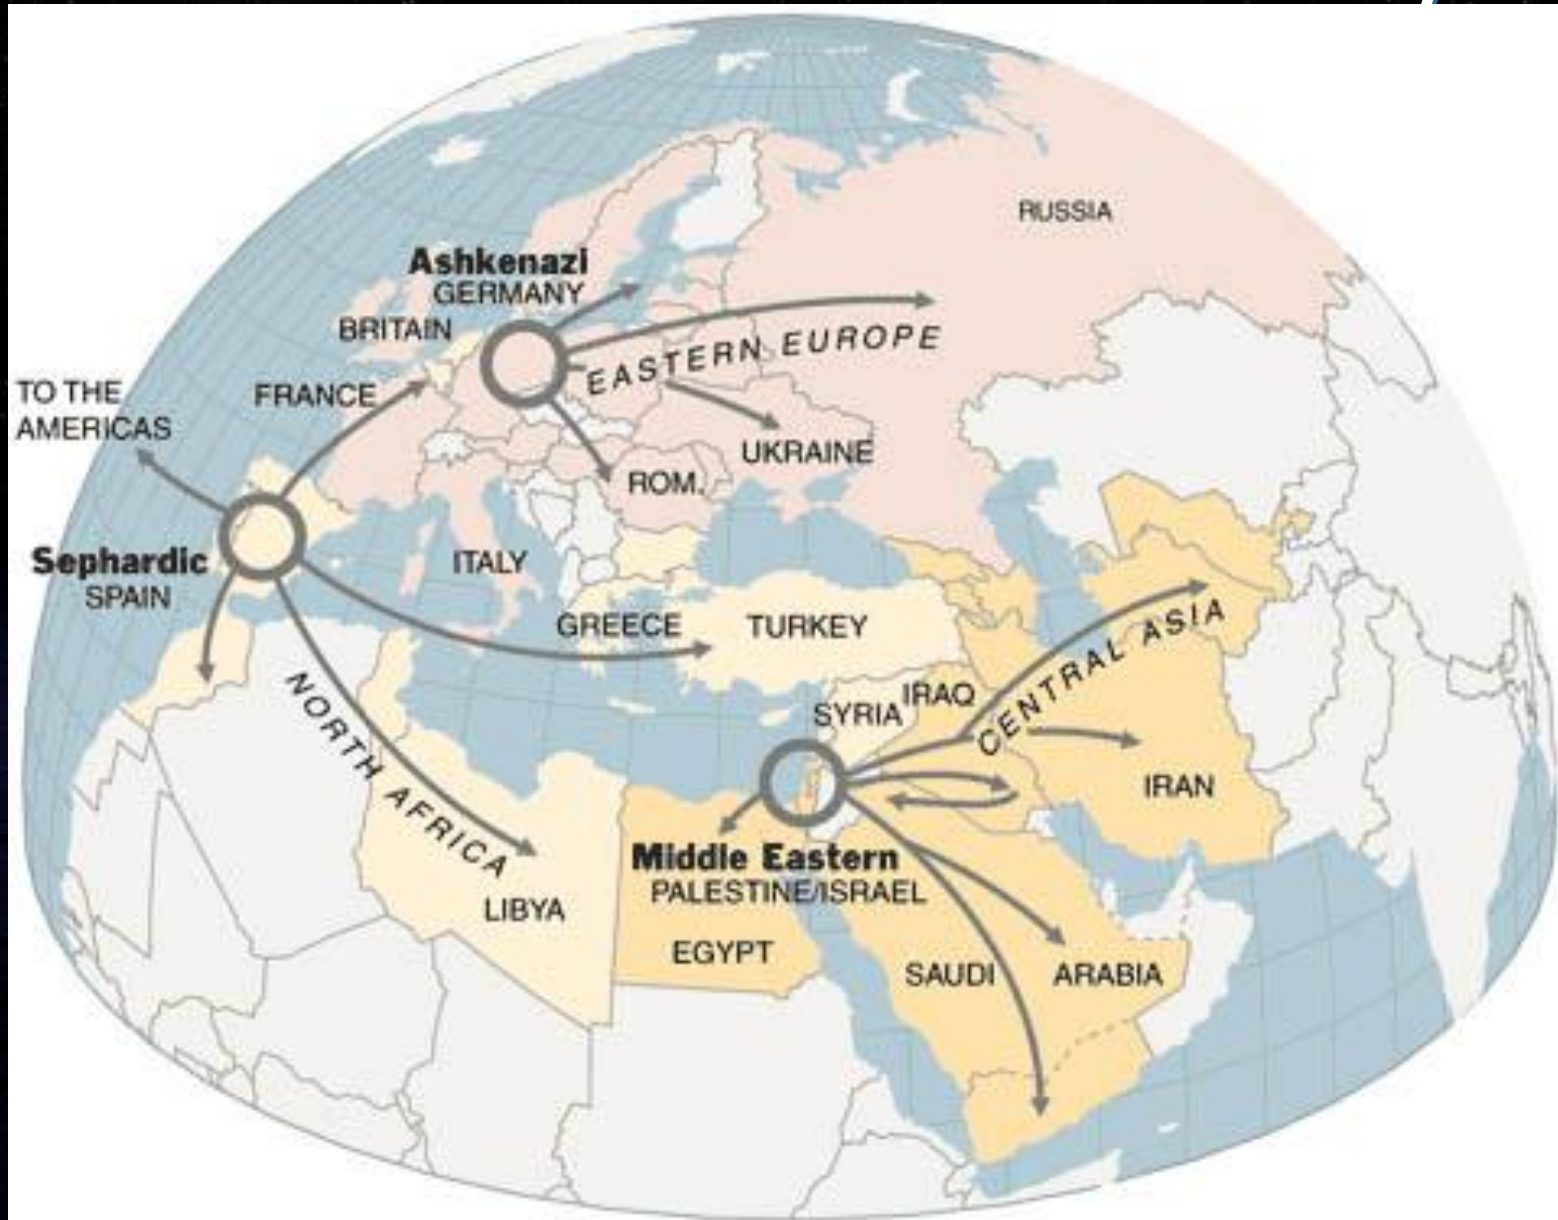 RUSSIA
Ashkenazi
GERMANY
BRITAIN
EASTERN EUROPE
TO THE
AMERICAS
FRANCE
UKRAINE
ROM.
Sephardic
SPAIN
ITALY
GREECE
TURKEY
CENTRAL ASIA
SYRIA
IRAQ
NORTH AFRICA
IRAN
Middle Eastern
PALESTINE/ISRAEL
LIBYA
EGYPT
SAUDI ARABIA